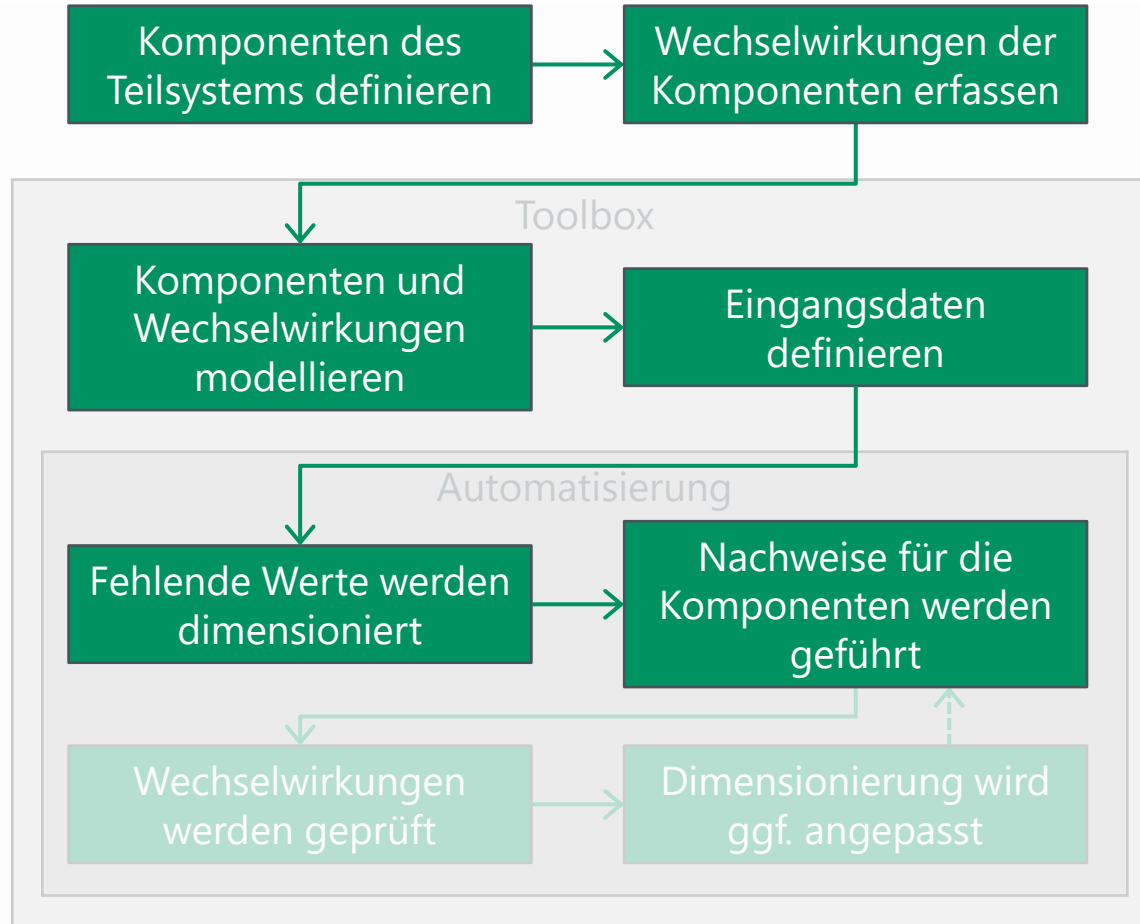 Komponenten des
Teilsystems definieren
Wechselwirkungen der
Komponenten erfassen
Toolbox
Komponenten und
Wechselwirkungen
modellieren
Eingangsdaten
definieren
Automatisierung
Fehlende Werte werden
dimensioniert
Nachweise für die
Komponenten werden
geführt
Wechselwirkungen
werden geprüft
Dimensionierung wird
ggf. angepasst